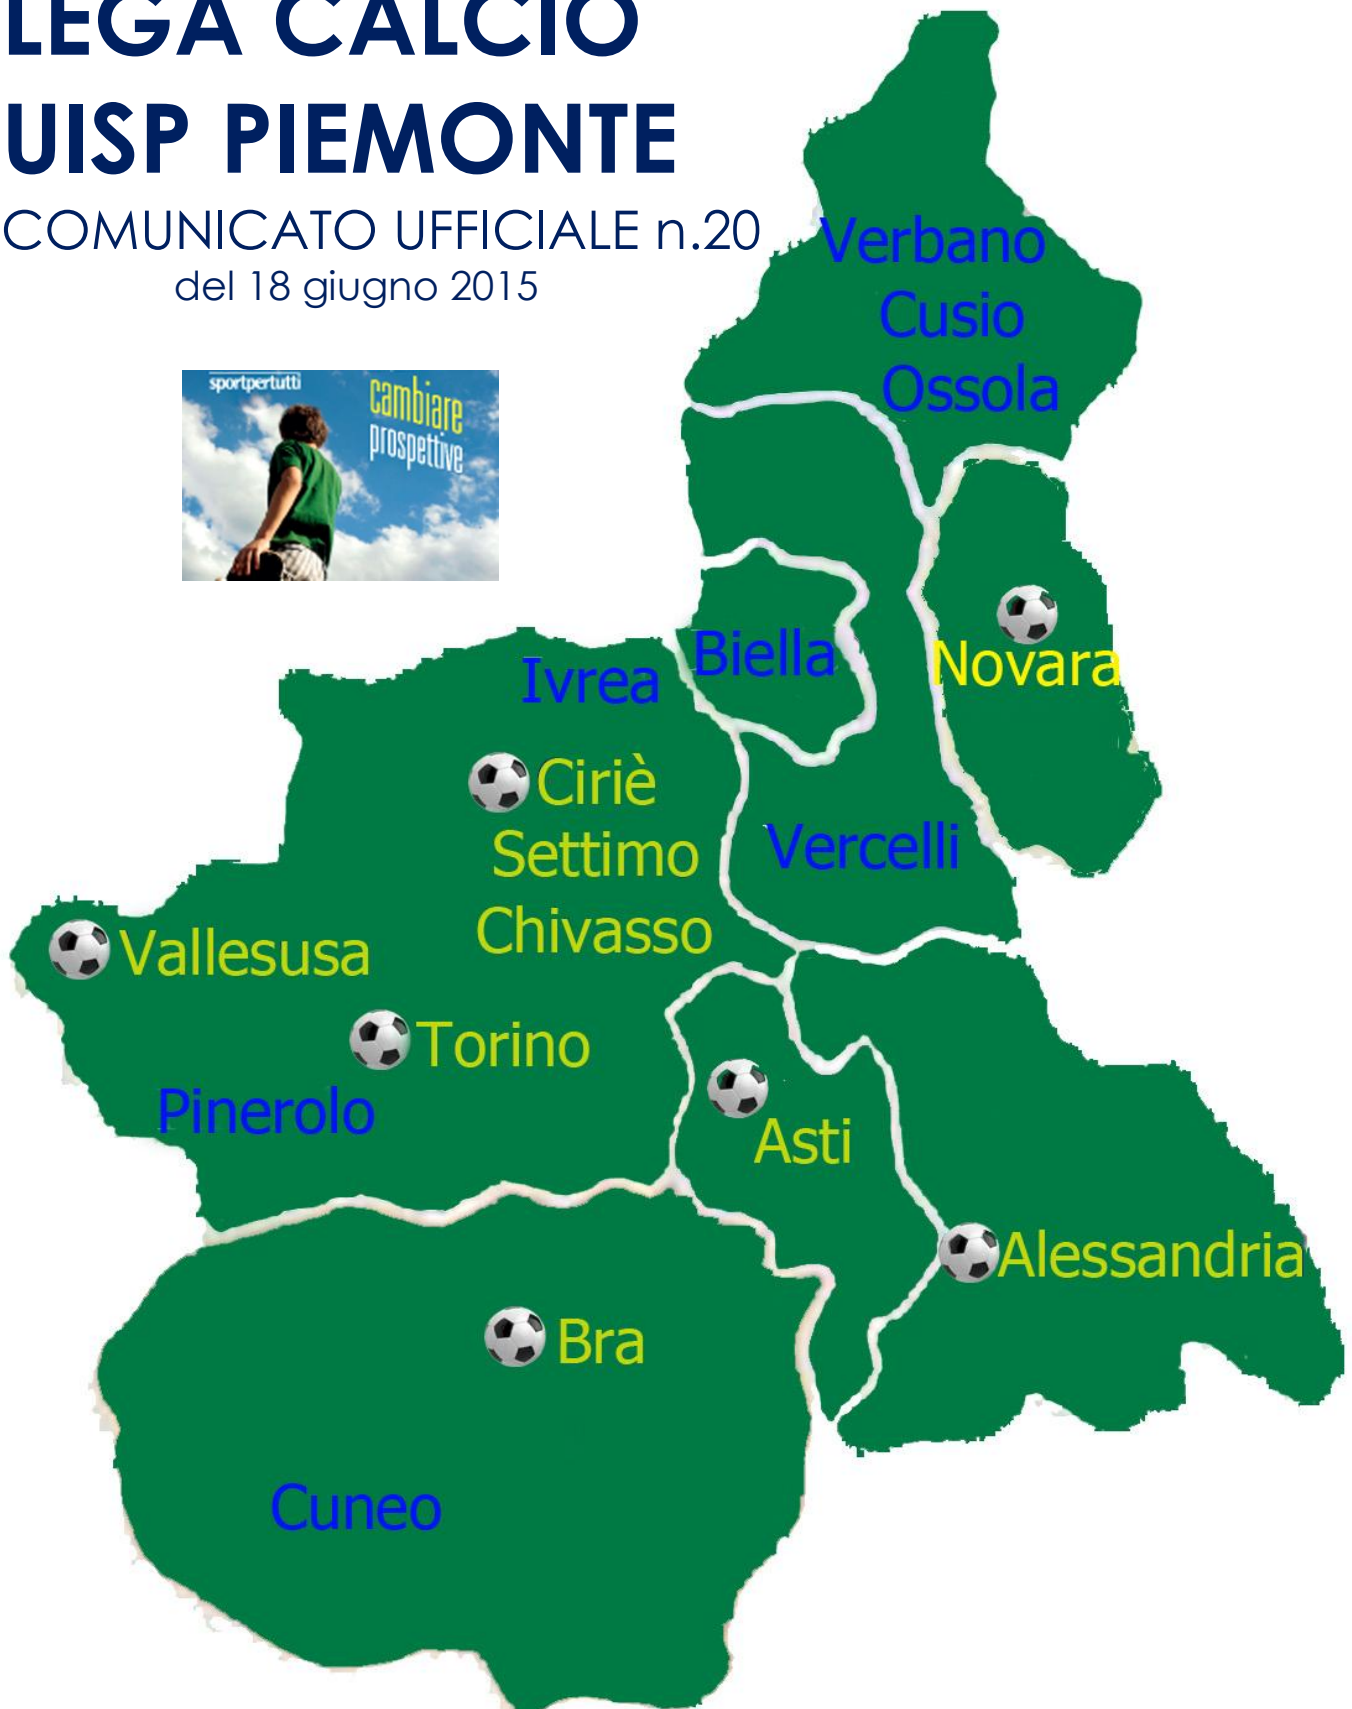 LEGA CALCIO
UISP PIEMONTE
COMUNICATO UFFICIALE n.20
del 18 giugno 2015
sportpertutti
cambiare
prospettive
Verbano
Cusio
Ossola
Biella
Novara
Ivrea
Ciriè
Settimo
Chivasso
Vercelli
Vallesusa
Torino
Pinerolo
Asti
Alessandria
Bra
Cuneo